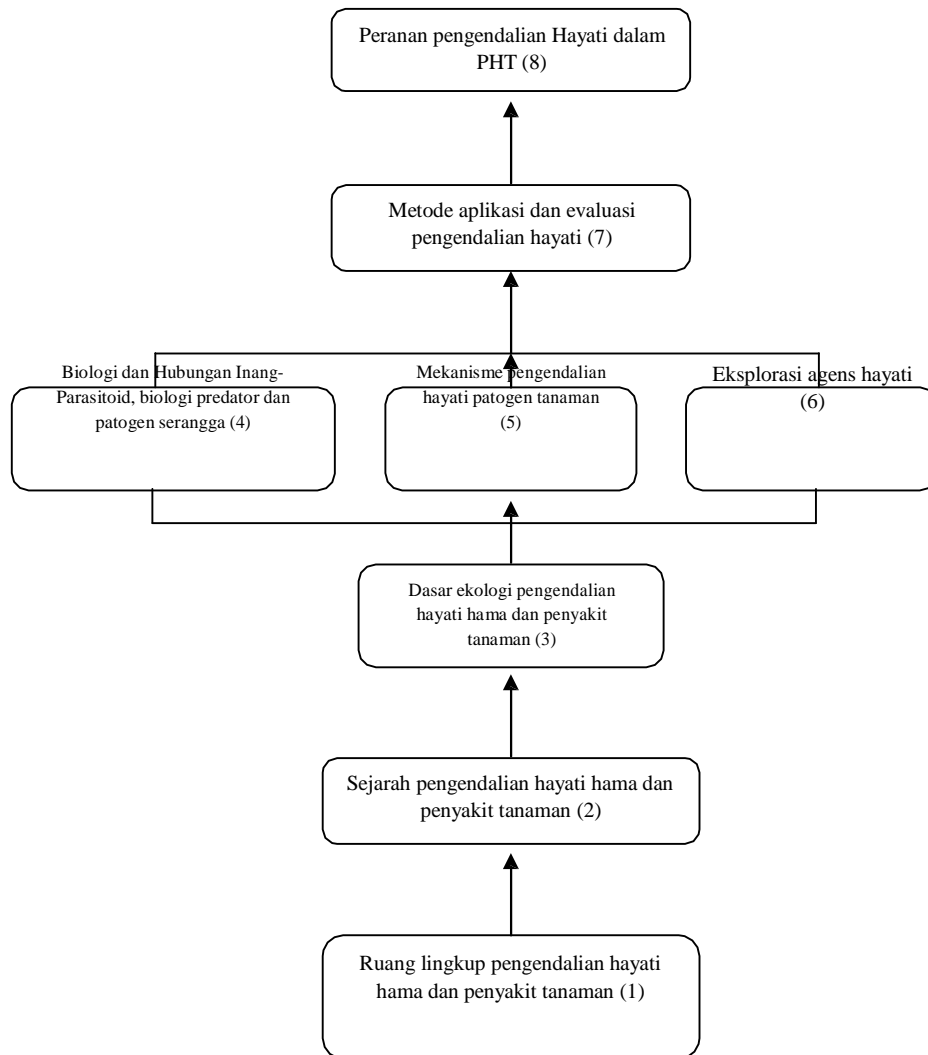 Peranan pengendalian Hayati dalam
PHT (8)
Metode aplikasi dan evaluasi
pengendalian hayati (7)
Biologi dan Hubungan Inang-
Parasitoid, biologi predator dan
patogen serangga (4)
Mekanisme pengendalian
hayati patogen tanaman
(5)
Eksplorasi agens hayati
(6)
Dasar ekologi pengendalian
hayati hama dan penyakit
tanaman (3)
Sejarah pengendalian hayati hama dan
penyakit tanaman (2)
Ruang lingkup pengendalian hayati
hama dan penyakit tanaman (1)